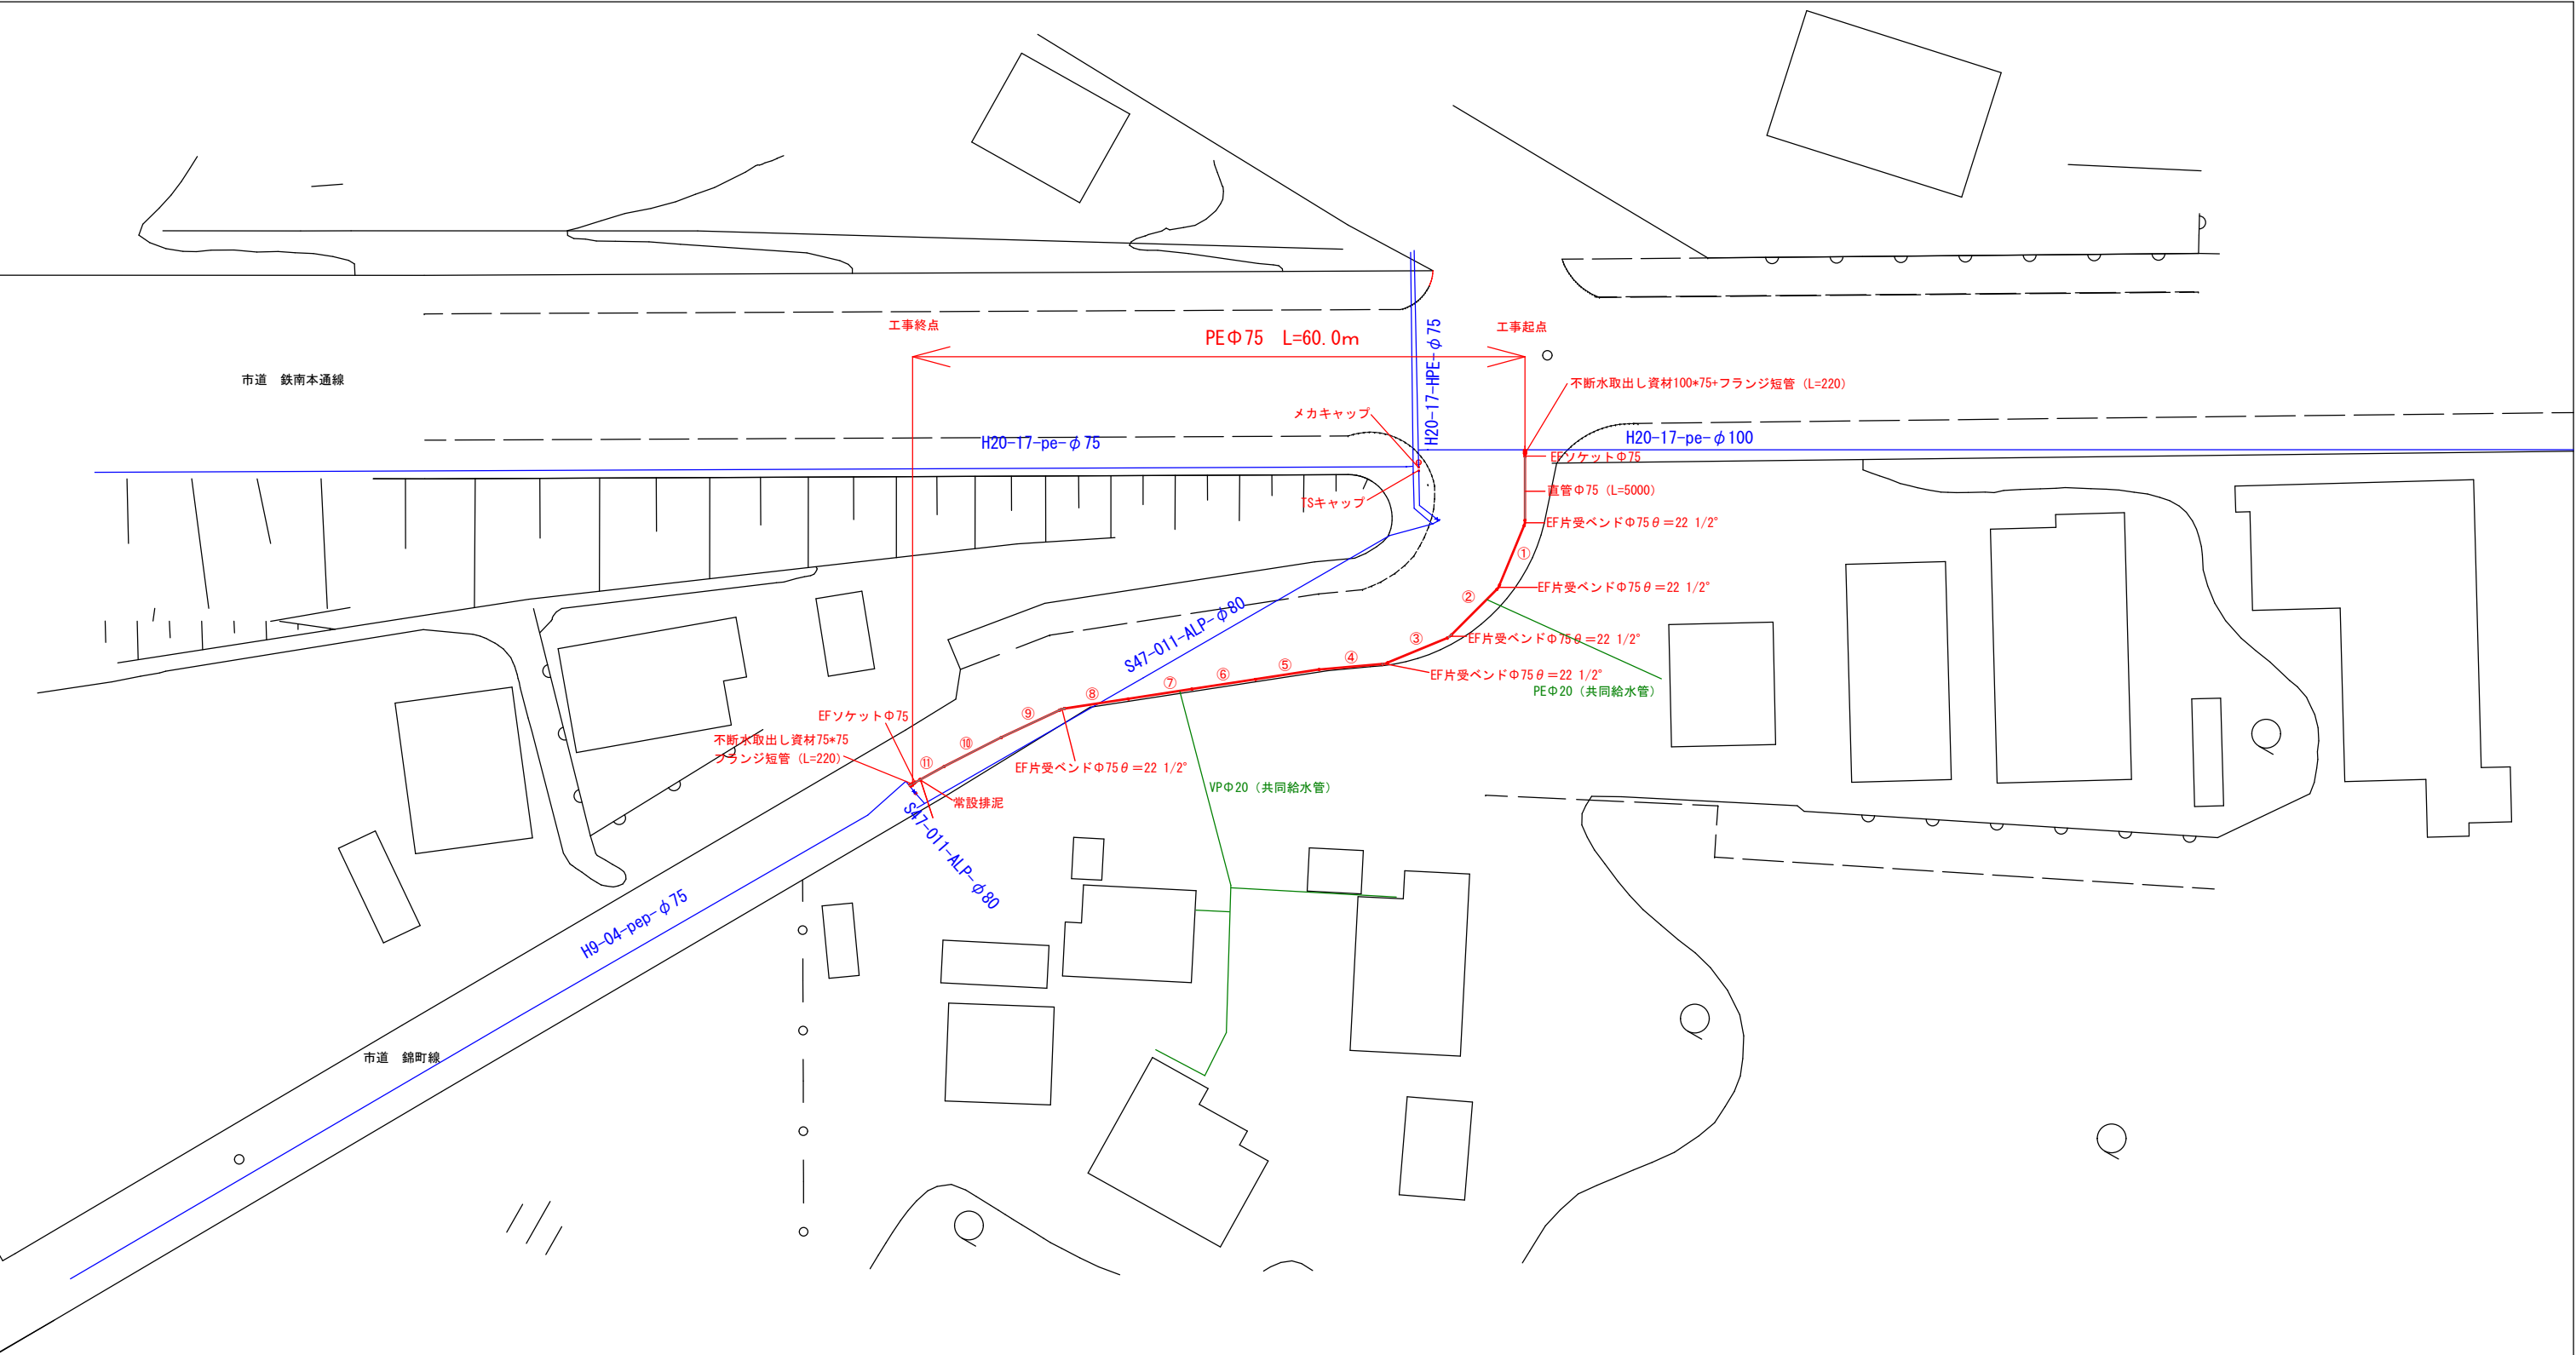 工事終点
工事起点
PEΦ75　L=60.0m
H20-17-HPE-φ75
市道　鉄南本通線
不断水取出し資材100*75+フランジ短管（L=220）
メカキャップ
H20-17-pe-φ75
H20-17-pe-φ100
EFソケットΦ75
直管Φ75（L=5000）
TSキャップ
EF片受ベンドΦ75θ＝22 1/2°
①
EF片受ベンドΦ75θ＝22 1/2°
②
S47-011-ALP-φ80
③
EF片受ベンドΦ75θ＝22 1/2°
④
⑤
⑥
⑦
⑧
EF片受ベンドΦ75θ＝22 1/2°
PEΦ20（共同給水管）
⑨
EFソケットΦ75
不断水取出し資材75*75
フランジ短管（L=220）
⑩
⑪
EF片受ベンドΦ75θ＝22 1/2°
VPΦ20（共同給水管）
常設排泥
S47-011-ALP-φ80
H9-04-pep-φ75
市道　錦町線